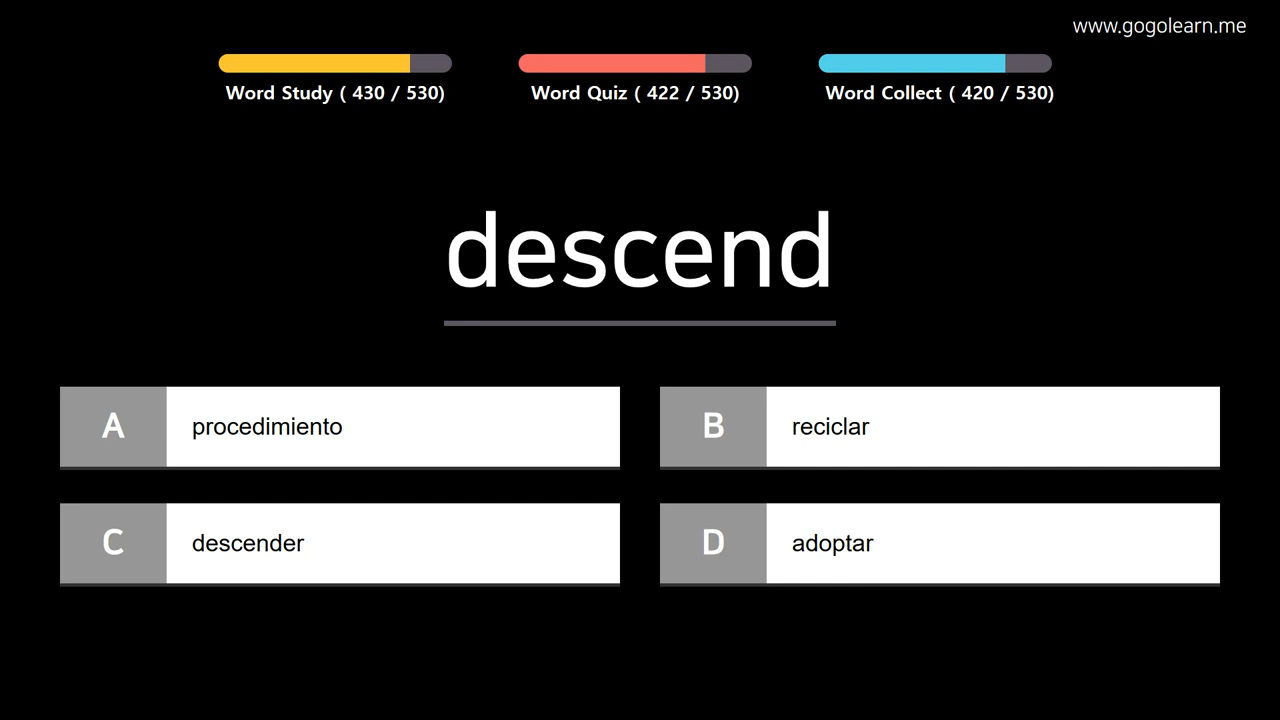 www.gogolearn.me
Word Study ( 430 / 530)
Word Quiz ( 422 / 530)
Word Collect ( 420 / 530)
descend
A procedimiento
B reciclar
C descender
D adoptar